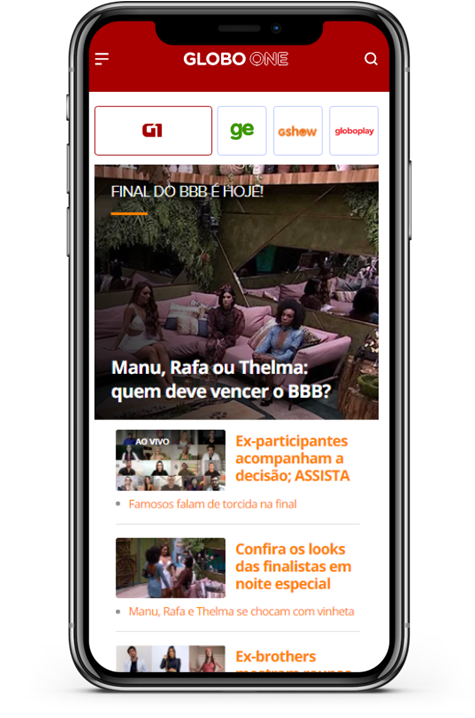 GLOBO ONE
G1
ge
gshow
globoplay
FINAL DO BBB É HOJE!
Manu, Rafa ou Thelma:
quem deve vencer o BBB?
AO VIVO
Ex-participantes
acompanham a
decisão; ASSISTA
Famosos falam de torcida na final
Confira os looks
das finalistas em
noite especial
Manu, Rafa e Thelma se chocam com vinheta
Ex-brothers